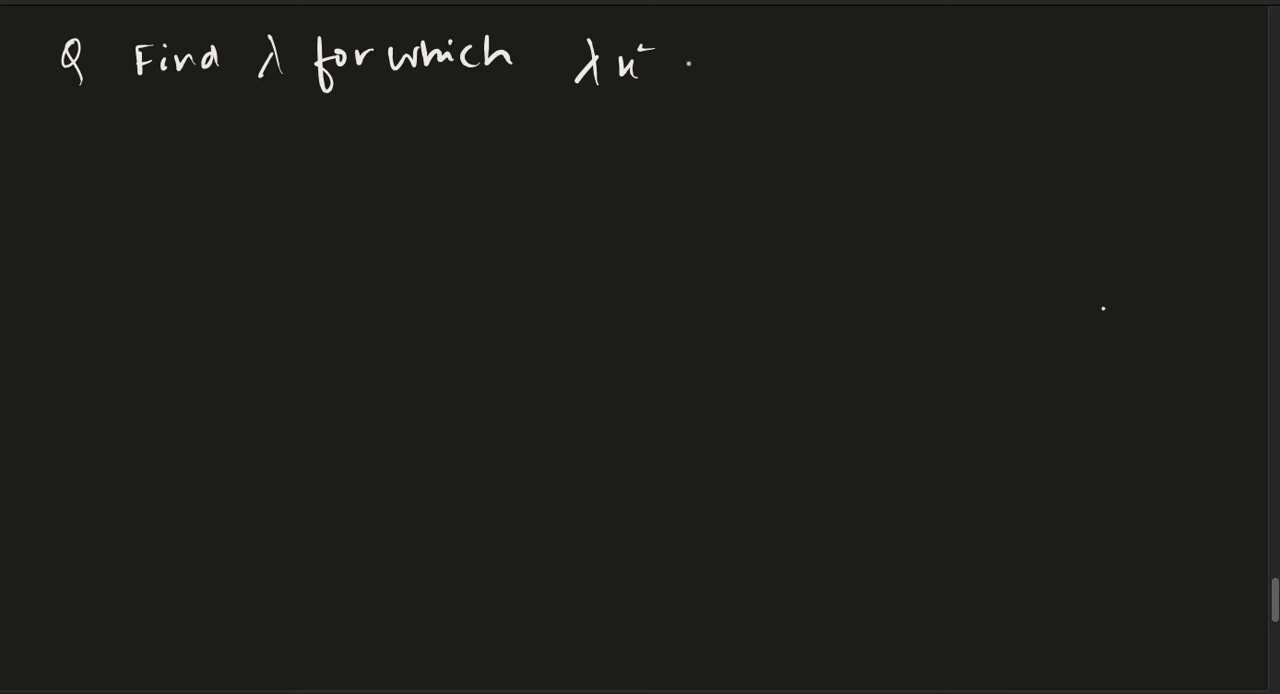 Q Find λ for which λx²